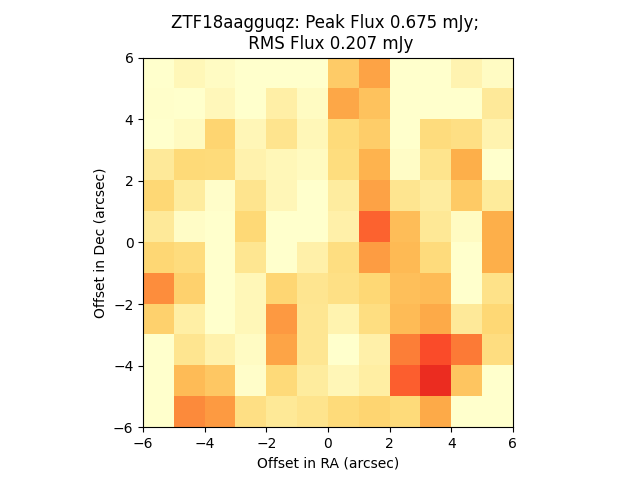 ZTF18aagguqz: Peak Flux 0.675 mJy;
RMS Flux 0.207 mJy
6
4
2
0
−2
−4
−6
Offset in Dec (arcsec)
−6 −4 −2 0 2 4 6
Offset in RA (arcsec)